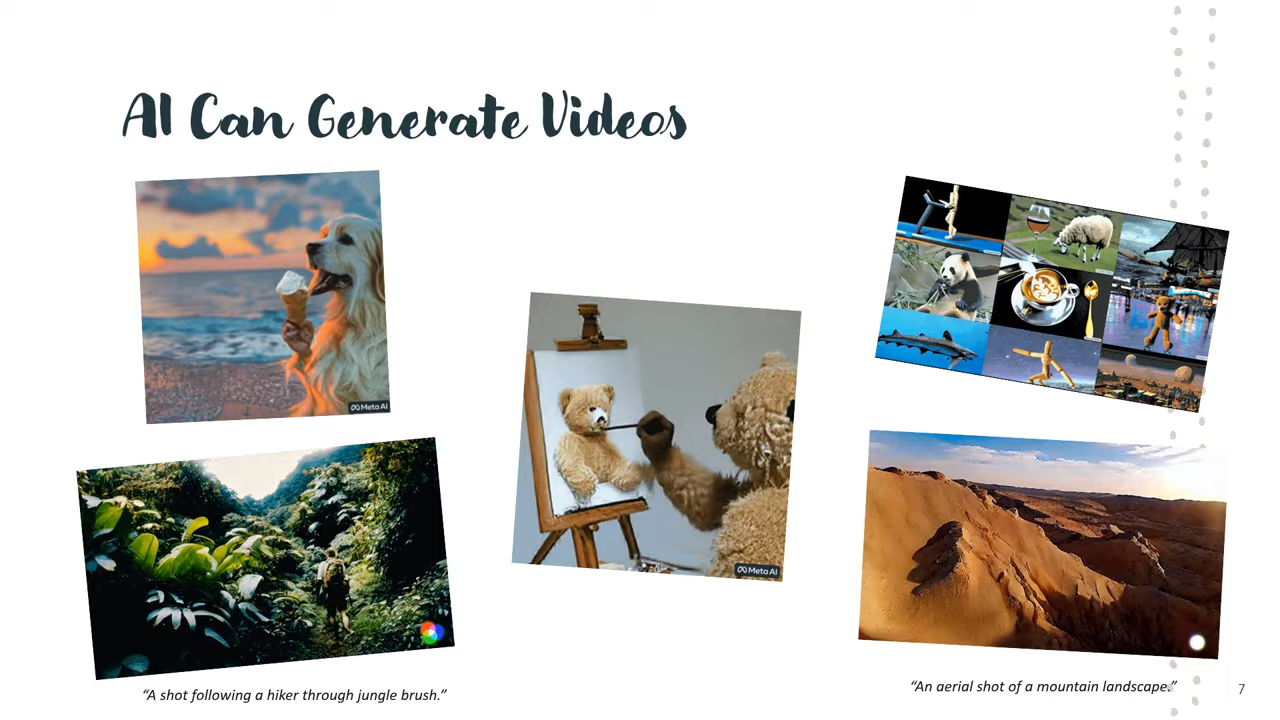 AI Can Generate Videos
Meta AI
Meta AI
“A shot following a hiker through jungle brush.”
“An aerial shot of a mountain landscape.”
7